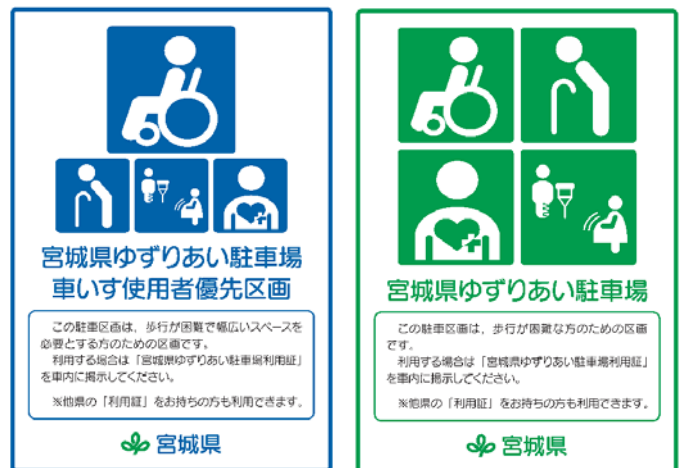 宮城県ゆずりあい駐車場
車いす使用者優先区画
この駐車区画は，歩行が困難で幅広いスペースを
必要とする方のための区画です。
利用する場合は「宮城県ゆずりあい駐車場利用証」
を車内に掲示してください。
※他県の「利用証」をお持ちの方も利用できます。
宮城県
宮城県ゆずりあい駐車場
この駐車区画は，歩行が困難な方のための区画
です。
利用する場合は「宮城県ゆずりあい駐車場利用証」
を車内に掲示してください。
※他県の「利用証」をお持ちの方も利用できます。
宮城県